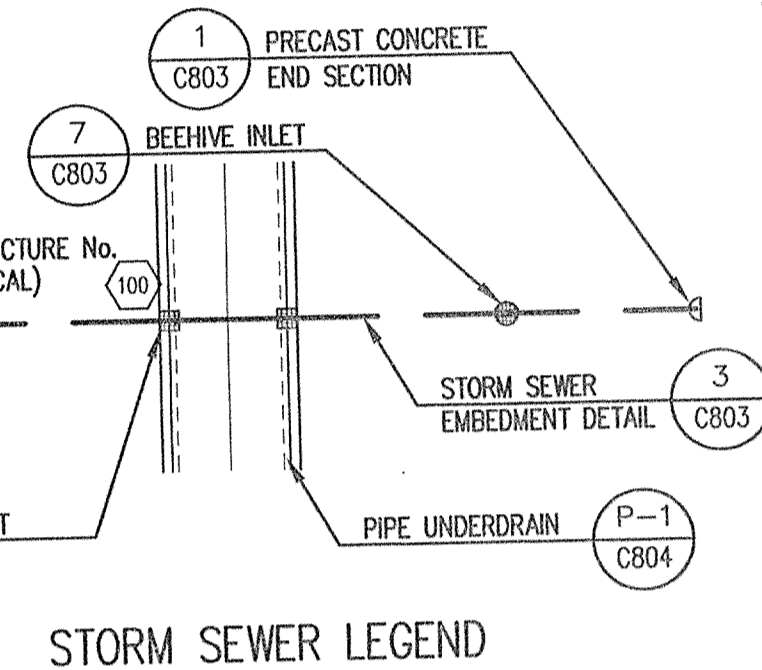 1
C803
PRECAST CONCRETE
END SECTION
7
C803
BEEHIVE INLET
CTURE No.
CAL)
100
STORM SEWER
EMBEDMENT DETAIL
3
C803
T
PIPE UNDERDRAIN
P-1
C804
STORM SEWER LEGEND